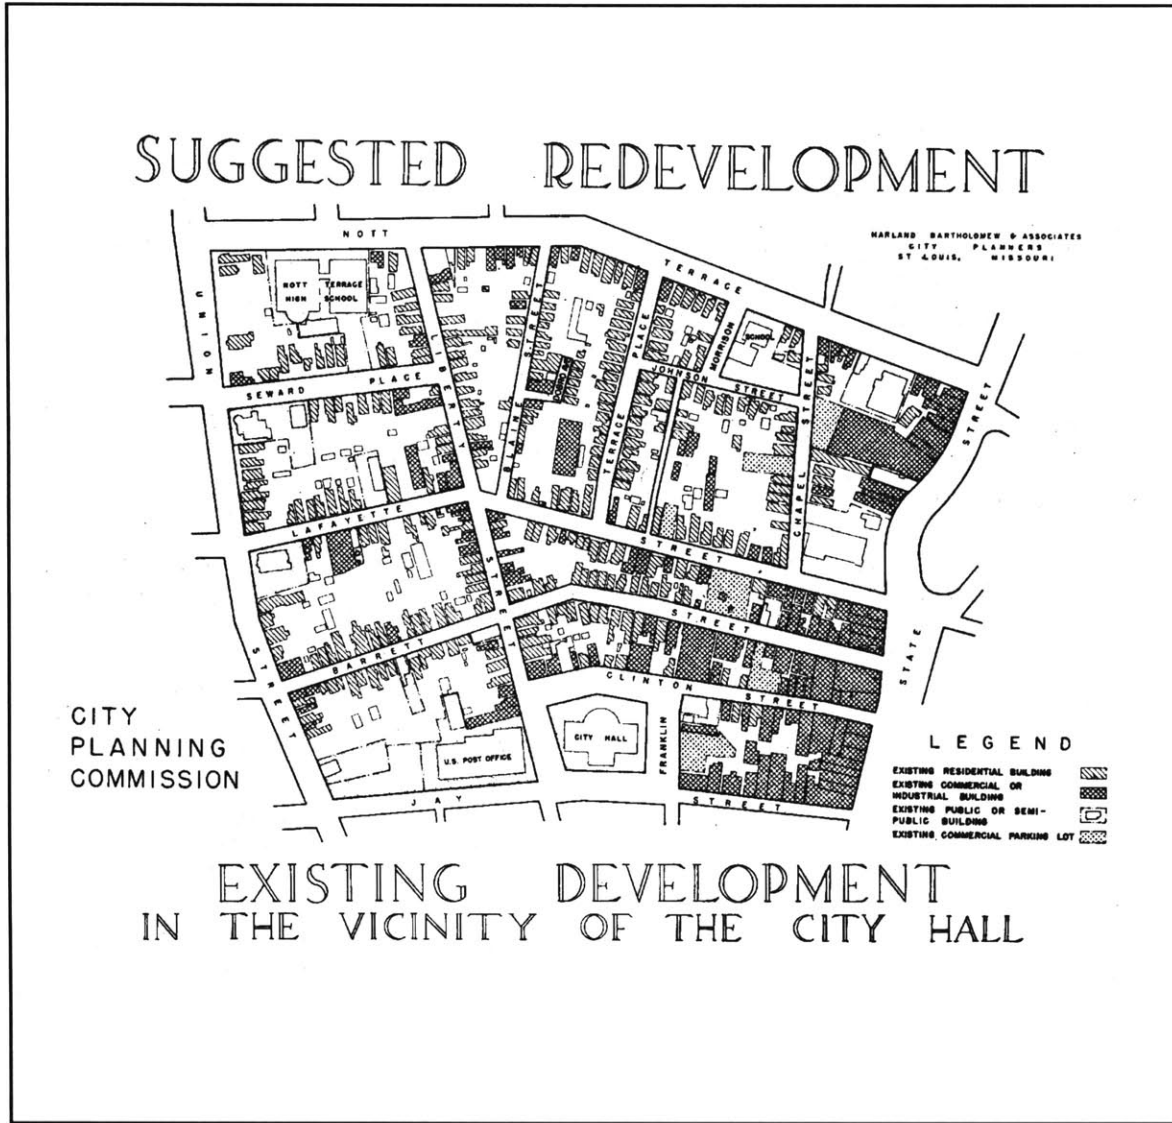 SUGGESTED REDEVELOPMENT
HARLAND BARTHOLOMEW & ASSOCIATES
CITY PLANNERS
ST LOUIS, MISSOURI
NOTT
TERRACE
UNION
STREET
NOTT TERRACE
HIGH SCHOOL
LIBERTY
STREET
BLAINE STREET
TERRACE PLACE
MORRISON
SCHOOL
JOHNSON STREET
CHAPEL STREET
STATE
STREET
SEWARD PLACE
LAFAYETTE
STREET
BARRETT
STREET
CLINTON STREET
CITY HALL
FRANKLIN
U.S. POST OFFICE
JAY STREET
CITY
PLANNING
COMMISSION
LEGEND
EXISTING RESIDENTIAL BUILDING
EXISTING COMMERCIAL OR
INDUSTRIAL BUILDING
EXISTING PUBLIC OR SEMI-
PUBLIC BUILDING
EXISTING COMMERCIAL PARKING LOT
EXISTING DEVELOPMENT
IN THE VICINITY OF THE CITY HALL